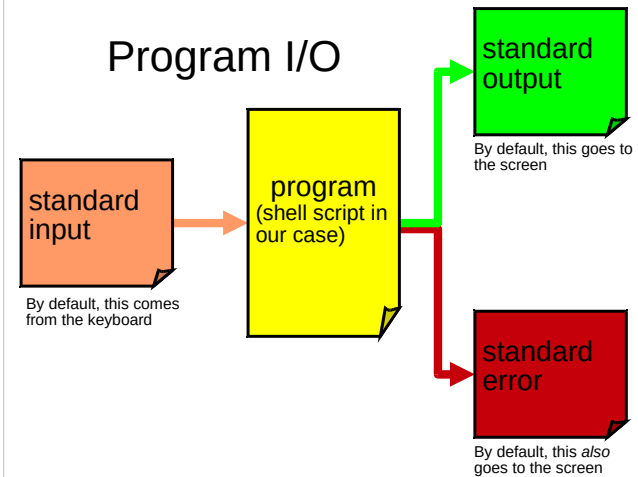 Program I/O
standard
input
By default, this comes
from the keyboard
program
(shell script in
our case)
standard
output
By default, this goes to
the screen
standard
error
By default, this also
goes to the screen